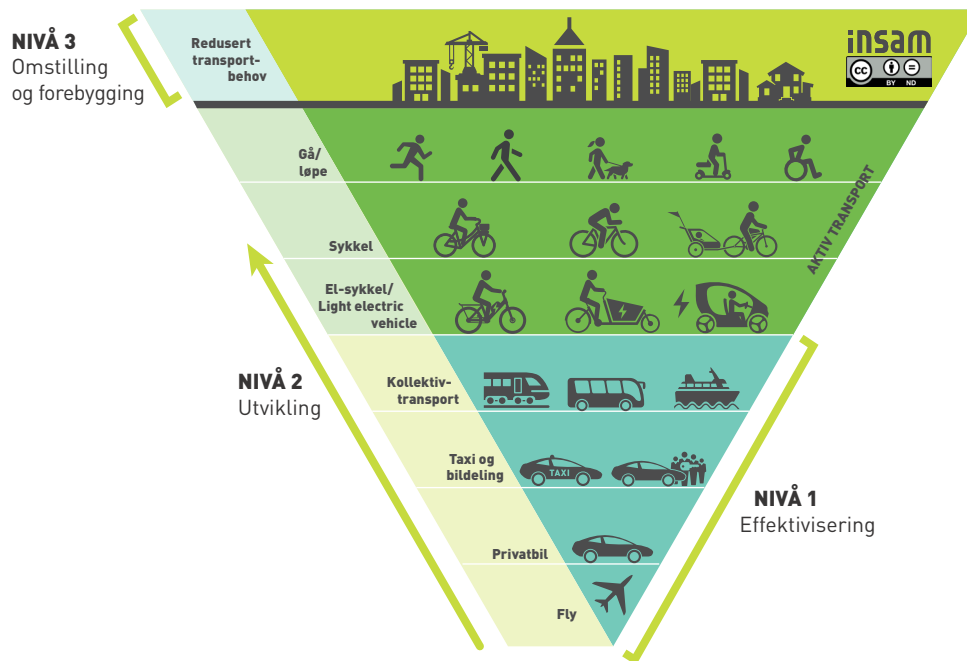 NIVÅ 3
Omstilling
og forebygging
Redusert
transport-
behov
insam
cc
BY ND
Gå/
løpe
AKTIV TRANSPORT
Sykkel
El-sykkel/
Light electric
vehicle
NIVÅ 2
Utvikling
Kollektiv-
transport
Taxi og
bildeling
TAXI
NIVÅ 1
Effektivisering
Privatbil
Fly